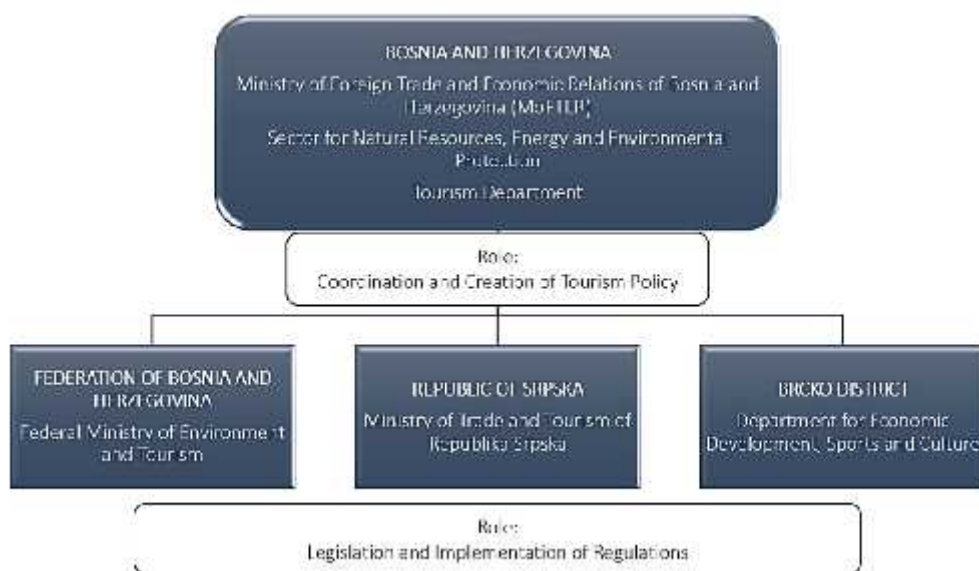 BOSNIA AND HERZEGOVINA
Ministry of Foreign Trade and Economic Relations of Bosnia and
Herzegovina (MoFTER)
Sector for Natural Resources, Energy and Environmental
Protection
Tourism Department
Role:
Coordination and Creation of Tourism Policy
FEDERATION OF BOSNIA AND
HERZEGOVINA
Federal Ministry of Environment
and Tourism
REPUBLIC OF SRPSKA
Ministry of Trade and Tourism of
Republika Srpska
BRCKO DISTRICT
Department for Economic
Development, Sports and Culture
Role:
Legislation and Implementation of Regulations